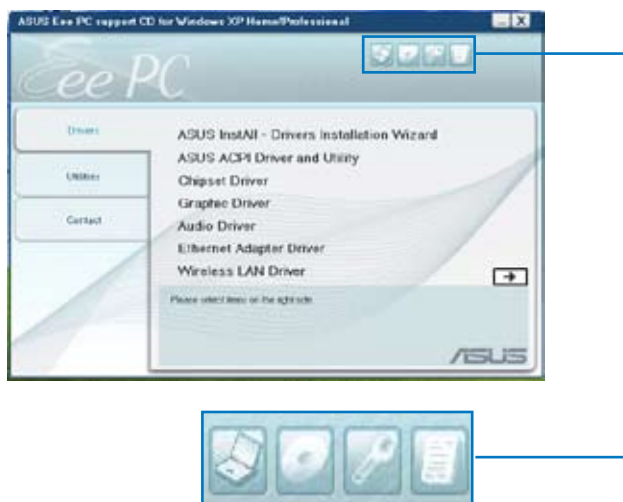 ASUS Eee PC support CD for Windows XP Home/Professional
Eee PC
Drivers
Utilities
Contact
ASUS InstAll - Drivers Installation Wizard
ASUS ACPI Driver and Utility
Chipset Driver
Graphic Driver
Audio Driver
Ethernet Adapter Driver
Wireless LAN Driver
Please select items on the right side.
ASUS